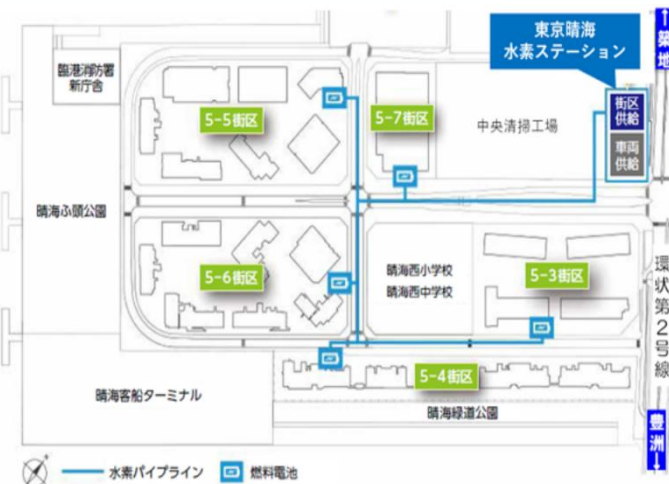 東京晴海
水素ステーション
↑築地
臨港消防署
新庁舎
5-5街区
5-7街区
中央清掃工場
街区
供給
車両
供給
晴海ふ頭公園
5-6街区
晴海西小学校
晴海西中学校
5-3街区
環状第2号線
5-4街区
晴海客船ターミナル
晴海緑道公園
豊洲↓
水素パイプライン
燃料電池